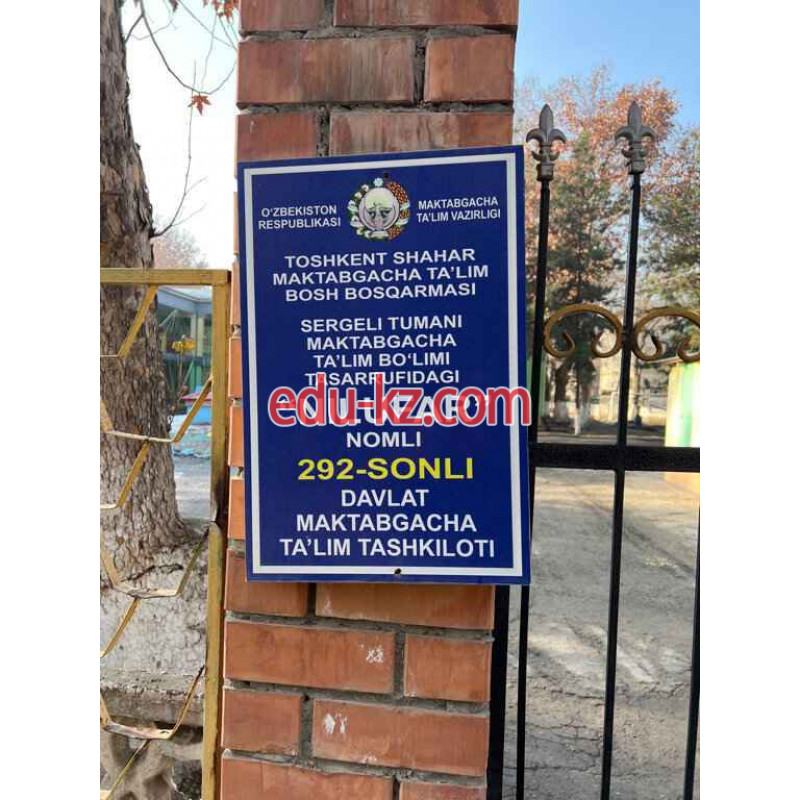 O'ZBEKISTON
RESPUBLIKASI
MAKTABGACHA
TA'LIM VAZIRLIGI
TOSHKENT SHAHAR
MAKTABGACHA TA'LIM
BOSH BOSQARMASI
SERGELI TUMANI
MAKTABGACHA
TA'LIM BO'LIMI
TASARRUFIDAGI
edu-kz.com
NOMLI
292-SONLI
DAVLAT
MAKTABGACHA
TA'LIM TASHKILOTI